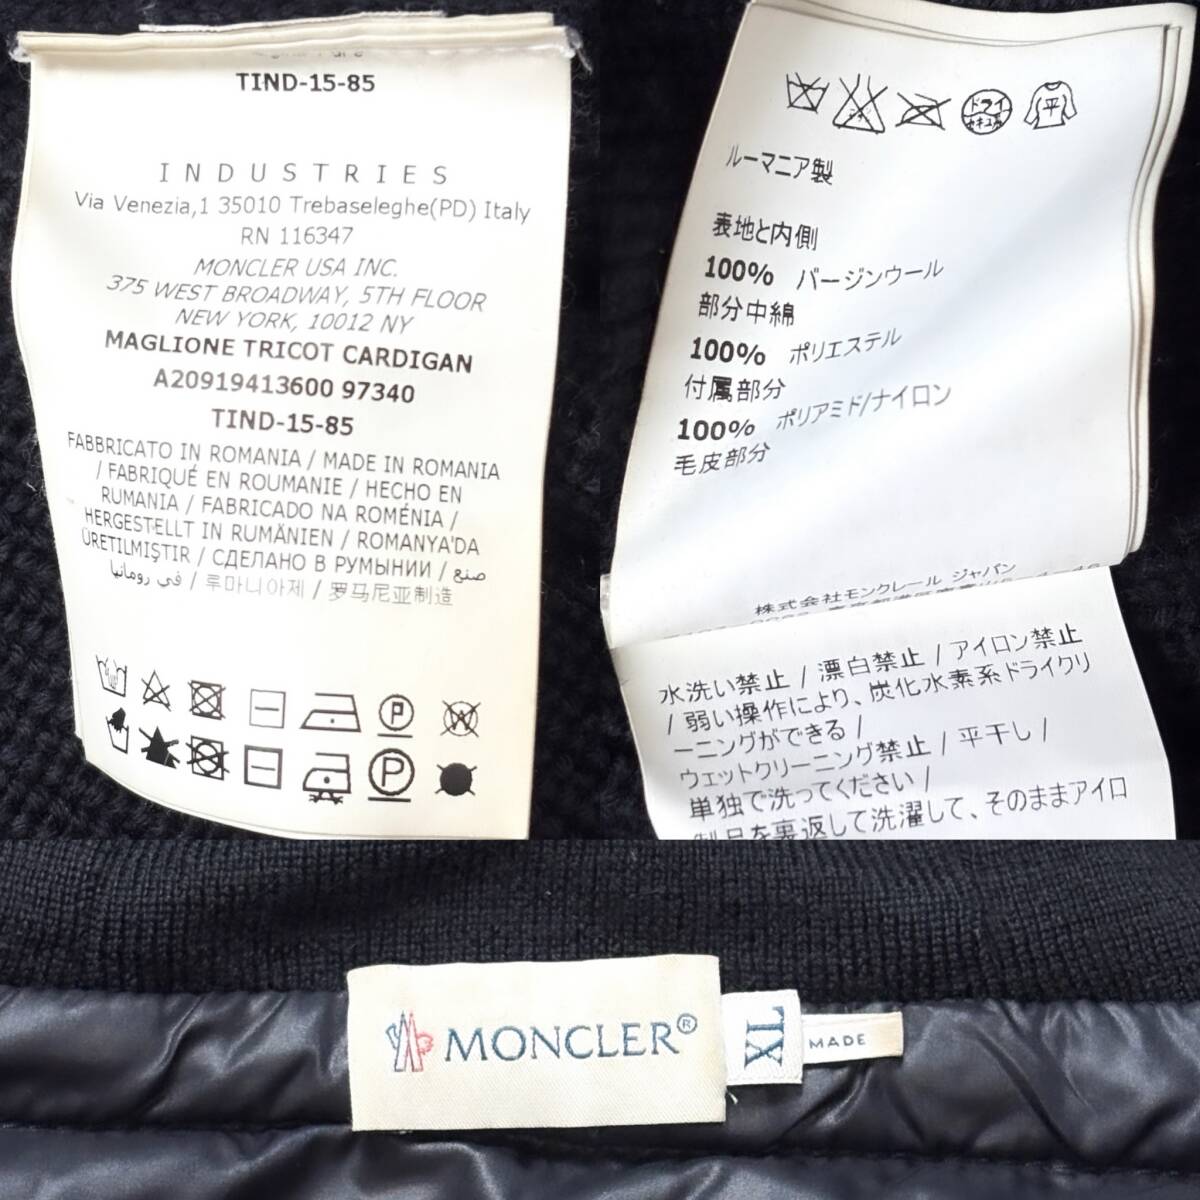 TIND-15-85
INDUSTRIES
Via Venezia,1 35010 Trebaseleghe(PD) Italy
RN 116347
MONCLER USA INC.
375 WEST BROADWAY, 5TH FLOOR
NEW YORK, 10012 NY
MAGLIONE TRICOT CARDIGAN
A20919413600 97340
TIND-15-85
FABBRICATO IN ROMANIA / MADE IN ROMANIA
/ FABRIQUÉ EN ROUMANIE / HECHO EN
RUMANIA / FABRICADO NA ROMÉNIA /
HERGESTELLT IN RUMÄNIEN / ROMANYA'DA
ÜRETILMIŞTIR / СДЕЛАНО В РУМЫНИИ / صنع
في رومانيا / 루마니아제 / 罗马尼亚制造
P W
P
ドライ
セキユ系
平
ルーマニア製
表地と内側
100% バージンウール
部分中綿
100% ポリエステル
付属部分
100% ポリアミド/ナイロン
毛皮部分
株式会社モンクレール ジャパン
水洗い禁止 / 漂白禁止 / アイロン禁止
/ 弱い操作により、炭化水素系ドライクリ
ーニングができる /
ウェットクリーニング禁止 / 平干し /
単独で洗ってください /
製品を裏返して洗濯して、そのままアイロ
MONCLER®
XL
MADE